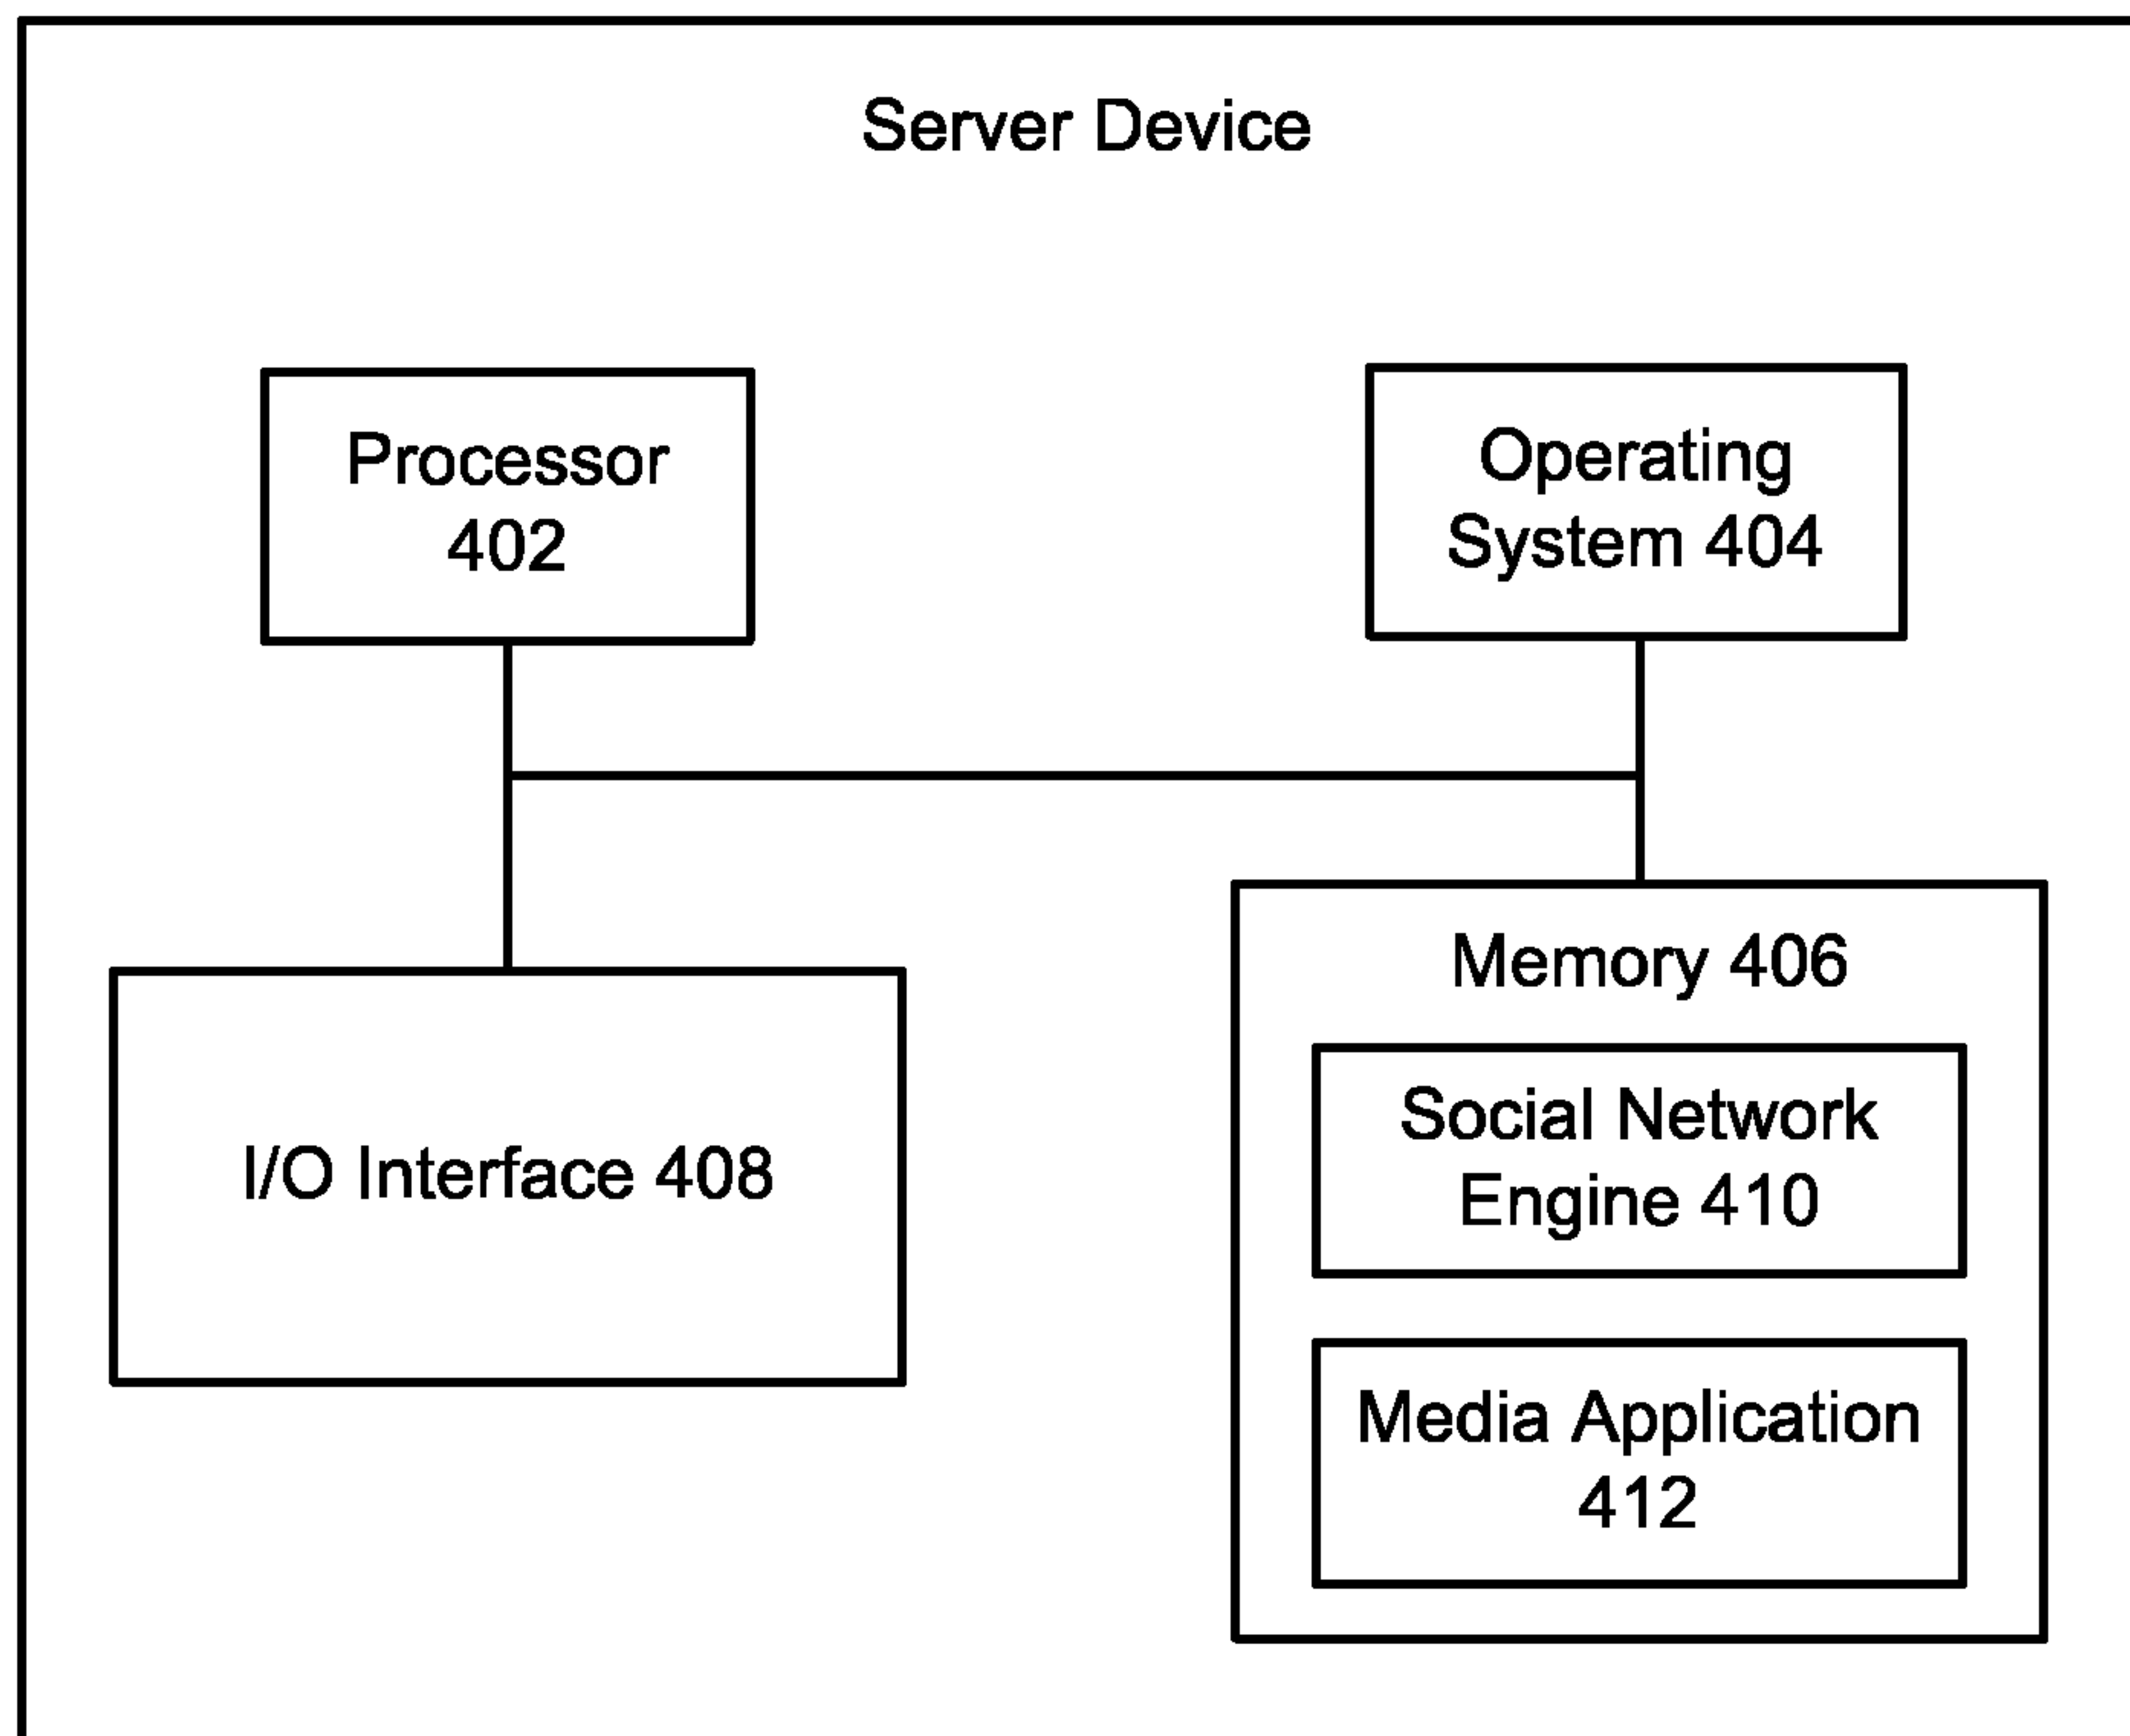 Server Device
Processor
402
Operating
System 404
I/O Interface 408
Memory 406
Social Network
Engine 410
Media Application
412